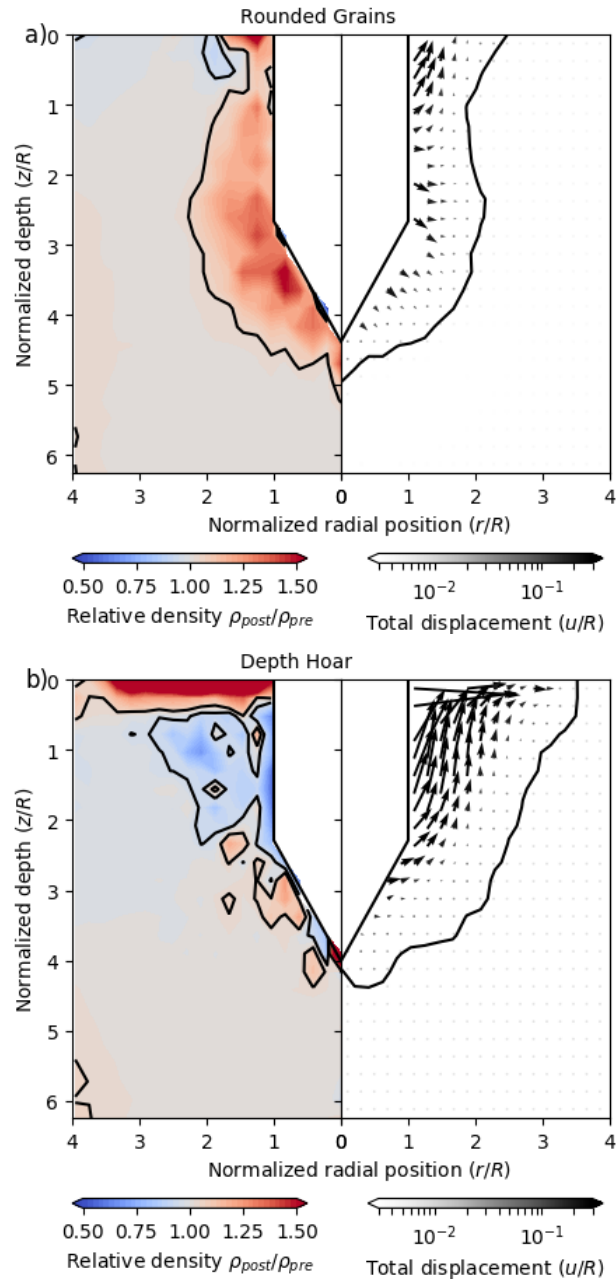 Rounded Grains
a)
0
1
2
3
4
5
6
Normalized depth (z/R)
4 3 2 1 0 0 1 2 3 4
Normalized radial position (r/R)
0.50 0.75 1.00 1.25 1.50
Relative density ρpost/ρpre
10−2 10−1
Total displacement (u/R)
Depth Hoar
b)
0
1
2
3
4
5
6
Normalized depth (z/R)
4 3 2 1 0 0 1 2 3 4
Normalized radial position (r/R)
0.50 0.75 1.00 1.25 1.50
Relative density ρpost/ρpre
10−2 10−1
Total displacement (u/R)